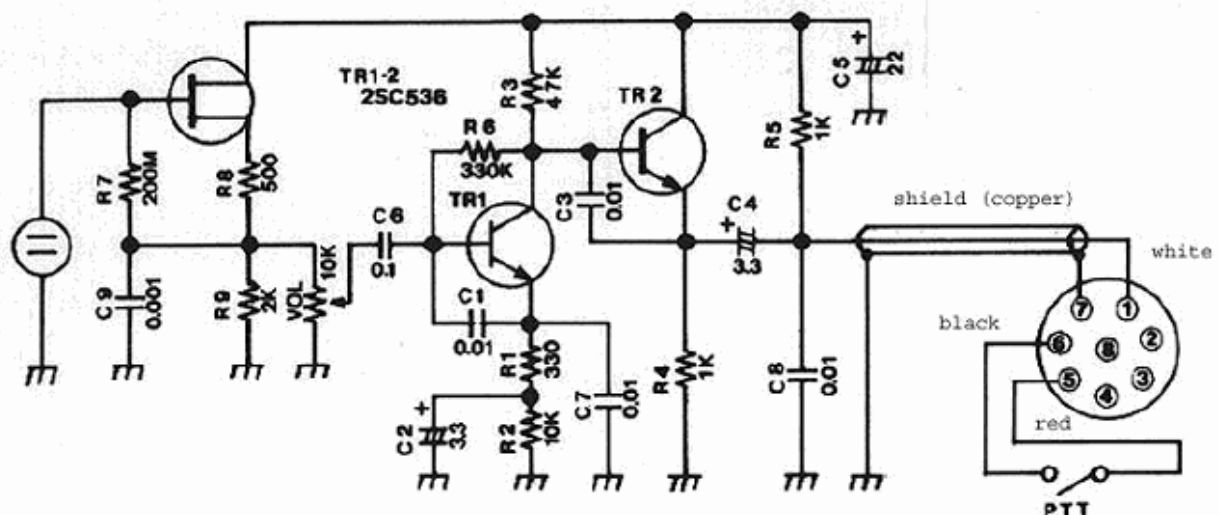 TR1-2
2SC536
R3
47K
C5
22
+
TR2
R6
330K
R5
1K
R7
200M
R8
500
TR1
C3
0.01
shield (copper)
C6
0.1
+
C4
3.3
white
C9
0.001
R9
2K
VOL
10K
C1
0.01
black
7
1
6
8
2
5
4
3
R1
330
R4
1K
C8
0.01
C7
0.01
red
+
C2
3.3
R2
10K
PTT